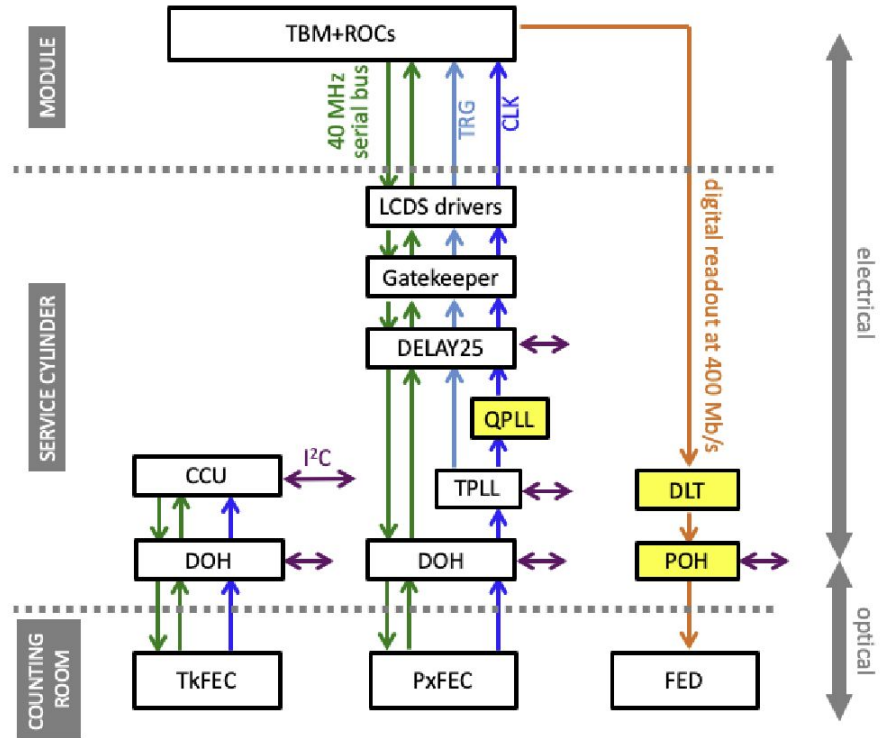 TBM+ROCs
MODULE
40 MHz
serial bus
TRG
CLK
LCDS drivers
Gatekeeper
DELAY25
QPLL
digital readout at 400 Mb/s
electrical
SERVICE CYLINDER
CCU
I²C
TPLL
DLT
DOH
DOH
POH
optical
COUNTING
ROOM
TkFEC
PxFEC
FED